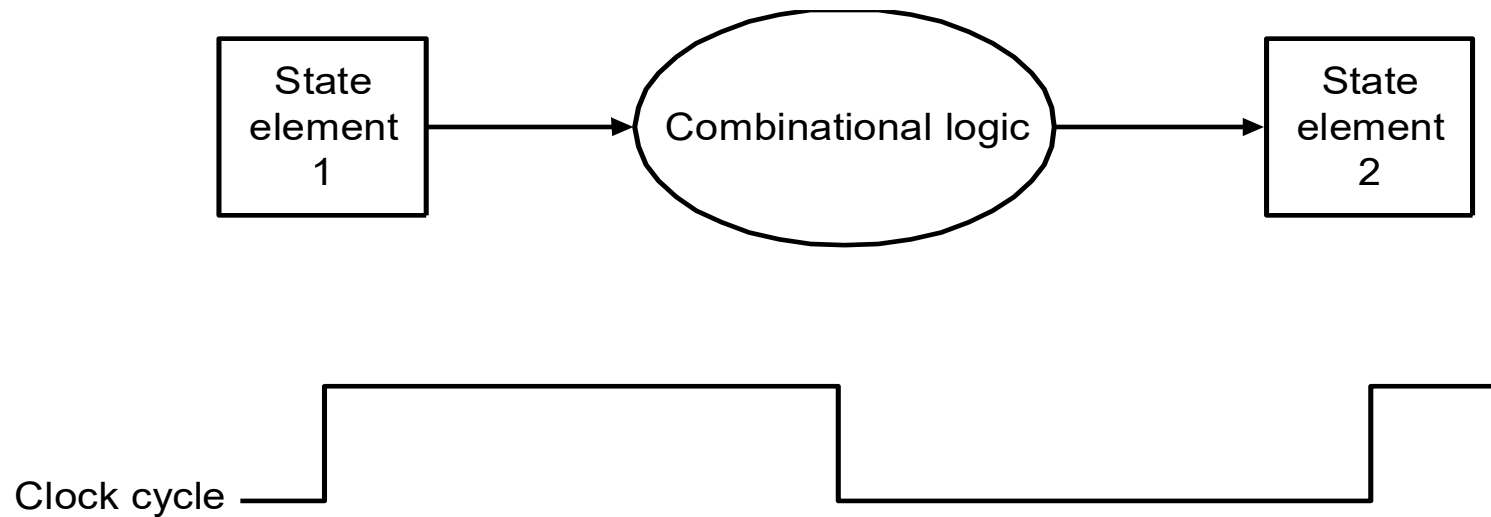 State
element
1
Combinational logic
State
element
2
Clock cycle